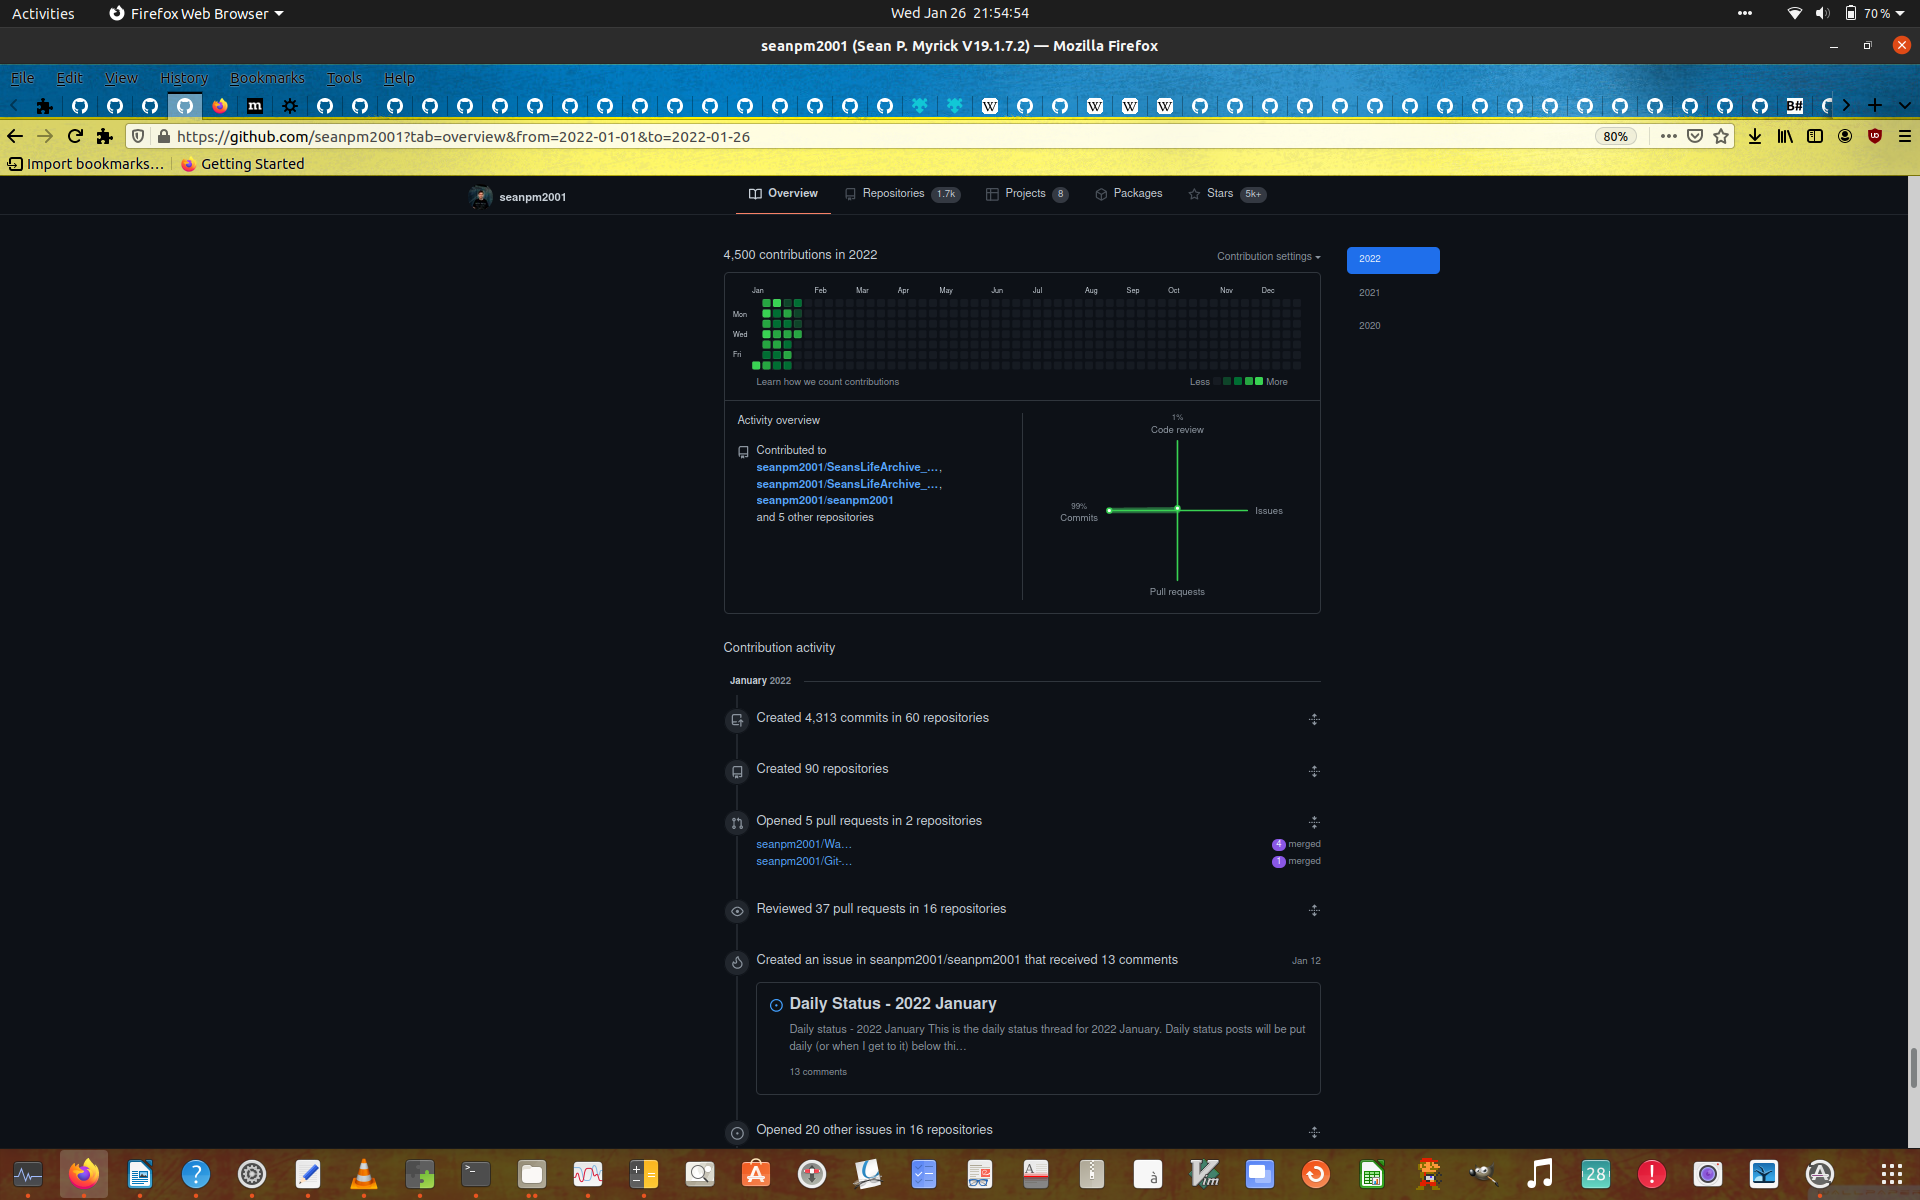 Activities
Firefox Web Browser
Wed Jan 26 21:54:54
70 %
seanpm2001 (Sean P. Myrick V19.1.7.2) — Mozilla Firefox
File Edit View History Bookmarks Tools Help
m W W W W B#
https://github.com/seanpm2001?tab=overview&from=2022-01-01&to=2022-01-26
80%
Import bookmarks…
Getting Started
seanpm2001
Overview
Repositories 1.7k
Projects 8
Packages
Stars 5k+
4,500 contributions in 2022
Contribution settings
2022
2021
2020
Jan Feb Mar Apr May Jun Jul Aug Sep Oct Nov Dec
Mon
Wed
Fri
Learn how we count contributions
Less
More
Activity overview
Contributed to
seanpm2001/SeansLifeArchive_…,
seanpm2001/SeansLifeArchive_…,
seanpm2001/seanpm2001
and 5 other repositories
1%
Code review
99%
Commits
Issues
Pull requests
Contribution activity
January 2022
Created 4,313 commits in 60 repositories
Created 90 repositories
Opened 5 pull requests in 2 repositories
seanpm2001/Wa…
4 merged
seanpm2001/Git-…
1 merged
Reviewed 37 pull requests in 16 repositories
Created an issue in seanpm2001/seanpm2001 that received 13 comments
Jan 12
Daily Status - 2022 January
Daily status - 2022 January This is the daily status thread for 2022 January. Daily status posts will be put
daily (or when I get to it) below thi…
13 comments
Opened 20 other issues in 16 repositories
28